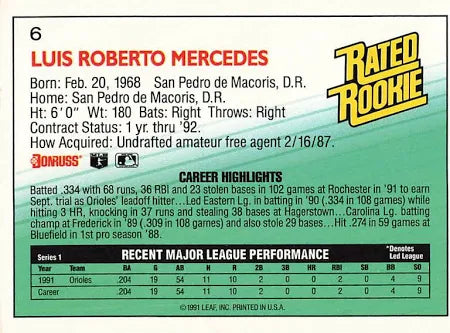 6
LUIS ROBERTO MERCEDES
RATED
ROOKIE
Born: Feb. 20, 1968 San Pedro de Macoris, D.R.
Home: San Pedro de Macoris, D.R.
Ht: 6'0" Wt: 180 Bats: Right Throws: Right
Contract Status: 1 yr. thru '92.
How Acquired: Undrafted amateur free agent 2/16/87.
DONRUSS
CAREER HIGHLIGHTS
Batted .334 with 68 runs, 36 RBI and 23 stolen bases in 102 games at Rochester in '91 to earn
Sept. trial as Orioles' leadoff hitter...Led Eastern Lg. in batting in '90 (.334 in 108 games) while
hitting 3 HR, knocking in 37 runs and stealing 38 bases at Hagerstown...Carolina Lg. batting
champ at Frederick in '89 (.309 in 108 games) and also stole 29 bases...Hit .274 in 59 games at
Bluefield in 1st pro season '88.
Series 1 RECENT MAJOR LEAGUE PERFORMANCE *Denotes
Led League
Year Team BA G AB H R 2B 3B HR RBI SB BB SO
1991 Orioles .204 19 54 11 10 2 0 0 2 0 4 9
Career .204 19 54 11 10 2 0 0 2 0 4 9
©1991 LEAF, INC. PRINTED IN U.S.A.